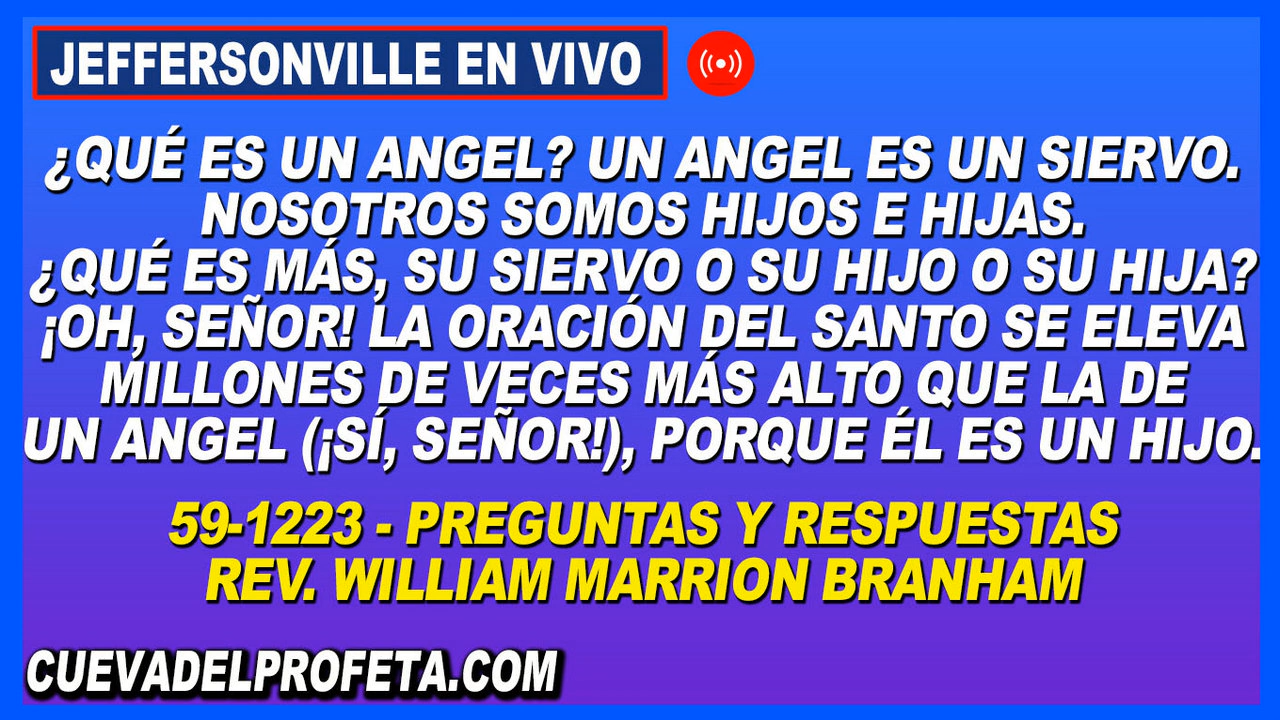 JEFFERSONVILLE EN VIVO
¿QUÉ ES UN ANGEL? UN ANGEL ES UN SIERVO.
NOSOTROS SOMOS HIJOS E HIJAS.
¿QUÉ ES MÁS, SU SIERVO O SU HIJO O SU HIJA?
¡OH, SEÑOR! LA ORACIÓN DEL SANTO SE ELEVA
MILLONES DE VECES MÁS ALTO QUE LA DE
UN ANGEL (¡SÍ, SEÑOR!), PORQUE ÉL ES UN HIJO.
59-1223 - PREGUNTAS Y RESPUESTAS
REV. WILLIAM MARRION BRANHAM
CUEVADELPROFETA.COM